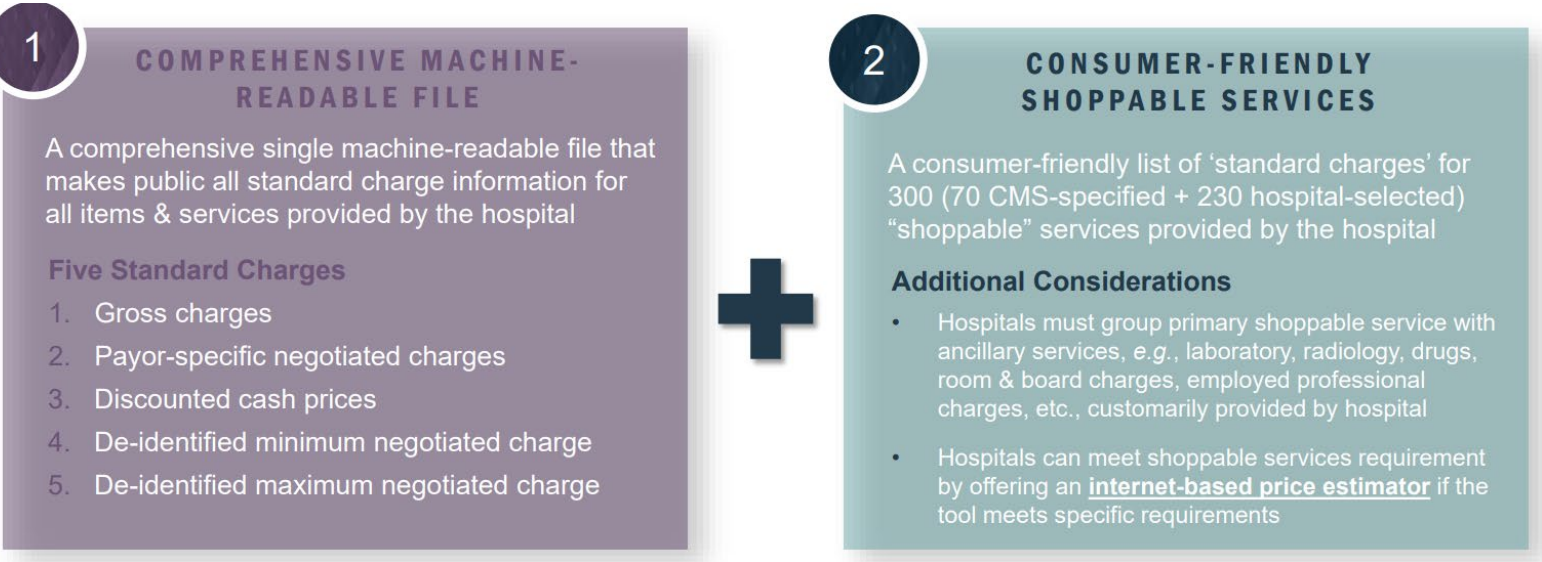 1
COMPREHENSIVE MACHINE-
READABLE FILE
A comprehensive single machine-readable file that
makes public all standard charge information for
all items & services provided by the hospital
Five Standard Charges
1. Gross charges
2. Payor-specific negotiated charges
3. Discounted cash prices
4. De-identified minimum negotiated charge
5. De-identified maximum negotiated charge
2
CONSUMER-FRIENDLY
SHOPPABLE SERVICES
A consumer-friendly list of ‘standard charges’ for
300 (70 CMS-specified + 230 hospital-selected)
“shoppable” services provided by the hospital
Additional Considerations
• Hospitals must group primary shoppable service with
ancillary services, e.g., laboratory, radiology, drugs,
room & board charges, employed professional
charges, etc., customarily provided by hospital
• Hospitals can meet shoppable services requirement
by offering an internet-based price estimator if the
tool meets specific requirements